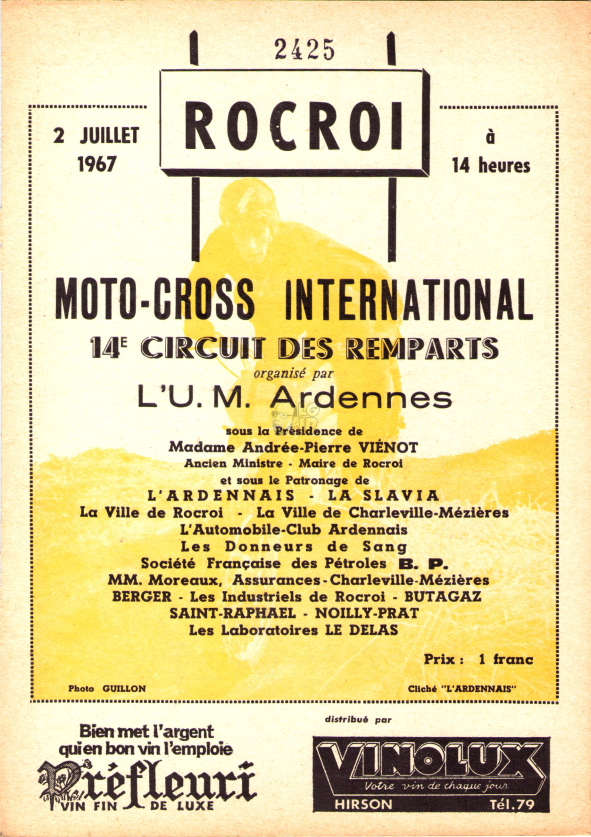 2425
ROCROI
2 JUILLET
1967
à
14 heures
MOTO-CROSS INTERNATIONAL
14E CIRCUIT DES REMPARTS
organisé par
L'U. M. Ardennes
sous la Présidence de
Madame Andrée-Pierre VIÉNOT
Ancien Ministre - Maire de Rocroi
et sous le Patronage de
L'ARDENNAIS - LA SLAVIA
La Ville de Rocroi - La Ville de Charleville-Mézières
L'Automobile-Club Ardennais
Les Donneurs de Sang
Société Française des Pétroles B. P.
MM. Moreaux, Assurances-Charleville-Mézières
BERGER - Les Industriels de Rocroi - BUTAGAZ
SAINT-RAPHAEL - NOILLY-PRAT
Les Laboratoires LE DELAS
Prix : 1 franc
Photo GUILLON
Cliché "L'ARDENNAIS"
Bien met l'argent
qui en bon vin l'emploie
Préfleuri
VIN FIN DE LUXE
distribué par
VINOLUX
Votre vin de chaque jour
HIRSON Tél. 79